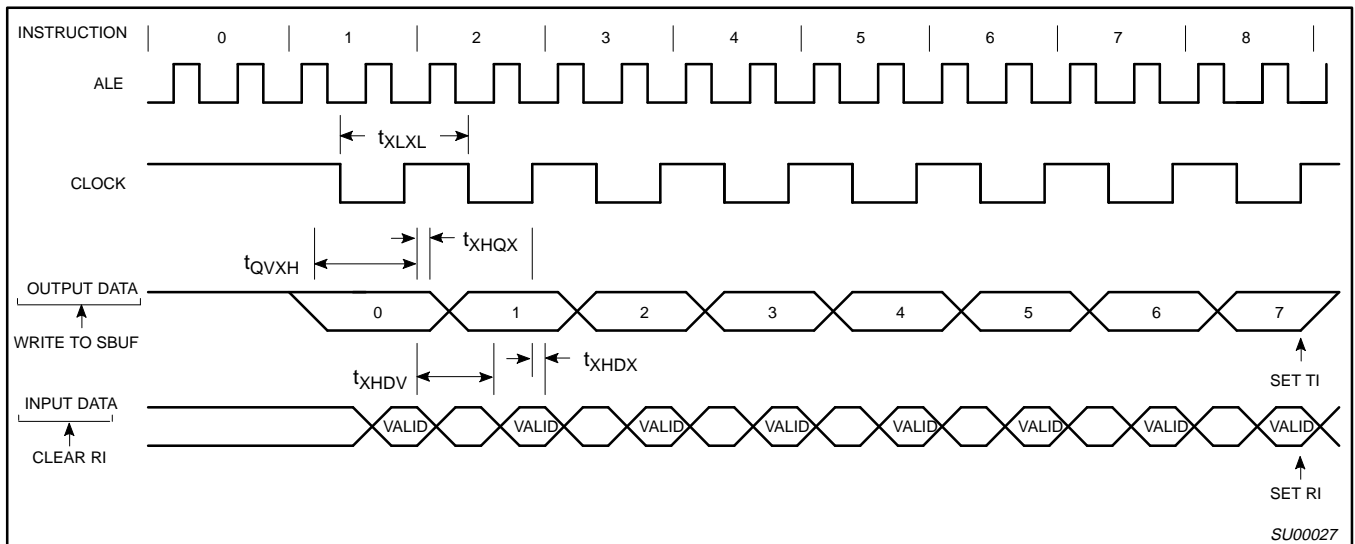 INSTRUCTION 0 1 2 3 4 5 6 7 8
ALE
tXLXL
CLOCK
tXHQX
tQVXH
OUTPUT DATA
0 1 2 3 4 5 6 7
WRITE TO SBUF
tXHDX
tXHDV
SET TI
INPUT DATA
VALID VALID VALID VALID VALID VALID VALID VALID
CLEAR RI
SET RI
SU00027